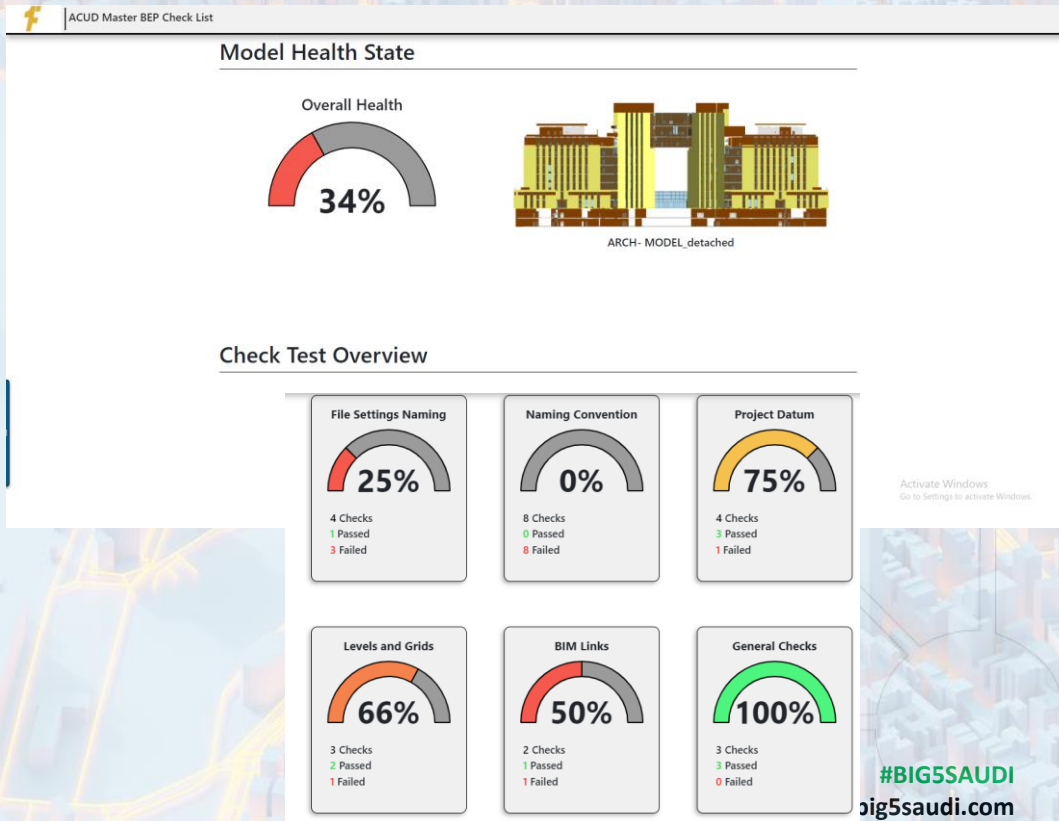 ACUD Master BEP Check List
Model Health State
Overall Health
34%
ARCH- MODEL_detached
Check Test Overview
File Settings Naming
25%
4 Checks
1 Passed
3 Failed
Naming Convention
0%
8 Checks
0 Passed
8 Failed
Project Datum
75%
4 Checks
3 Passed
1 Failed
Activate Windows
Go to Settings to activate Windows.
Levels and Grids
66%
3 Checks
2 Passed
1 Failed
BIM Links
50%
2 Checks
1 Passed
1 Failed
General Checks
100%
3 Checks
3 Passed
0 Failed
#BIG5SAUDI
big5saudi.com